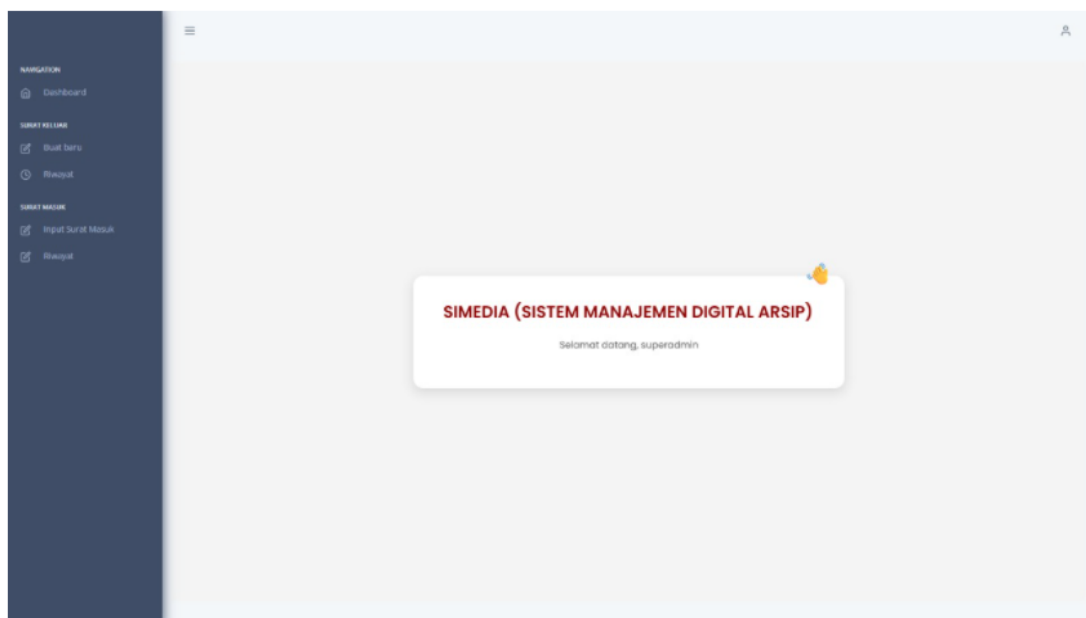 NAVIGATION
Dashboard
SURAT KELUAR
Buat baru
Riwayat
SURAT MASUK
Input Surat Masuk
Riwayat
SIMEDIA (SISTEM MANAJEMEN DIGITAL ARSIP)
Selamat datang, superadmin